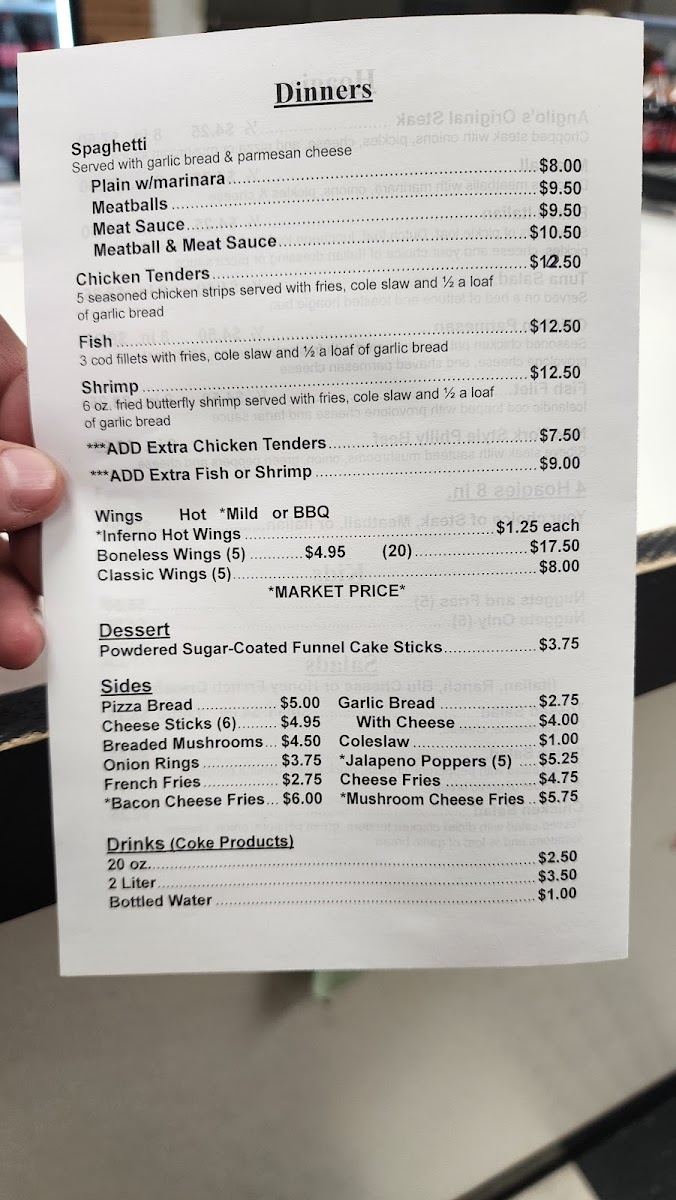 Dinners
Spaghetti
Served with garlic bread & parmesan cheese
Plain w/marinara $8.00
Meatballs $9.50
Meat Sauce $9.50
Meatball & Meat Sauce $10.50
Chicken Tenders $12.50
5 seasoned chicken strips served with fries, cole slaw and ½ a loaf
of garlic bread
Fish $12.50
3 cod fillets with fries, cole slaw and ½ a loaf of garlic bread
Shrimp $12.50
6 oz. fried butterfly shrimp served with fries, cole slaw and ½ a loaf
of garlic bread
***ADD Extra Chicken Tenders $7.50
***ADD Extra Fish or Shrimp $9.00
Wings Hot *Mild or BBQ
*Inferno Hot Wings $1.25 each
Boneless Wings (5) $4.95 (20) $17.50
Classic Wings (5) $8.00
*MARKET PRICE*
Dessert
Powdered Sugar-Coated Funnel Cake Sticks $3.75
Sides
Pizza Bread $5.00 Garlic Bread $2.75
Cheese Sticks (6) $4.95 With Cheese $4.00
Breaded Mushrooms $4.50 Coleslaw $1.00
Onion Rings $3.75 *Jalapeno Poppers (5) $5.25
French Fries $2.75 Cheese Fries $4.75
*Bacon Cheese Fries $6.00 *Mushroom Cheese Fries $5.75
Drinks (Coke Products)
20 oz. $2.50
2 Liter $3.50
Bottled Water $1.00